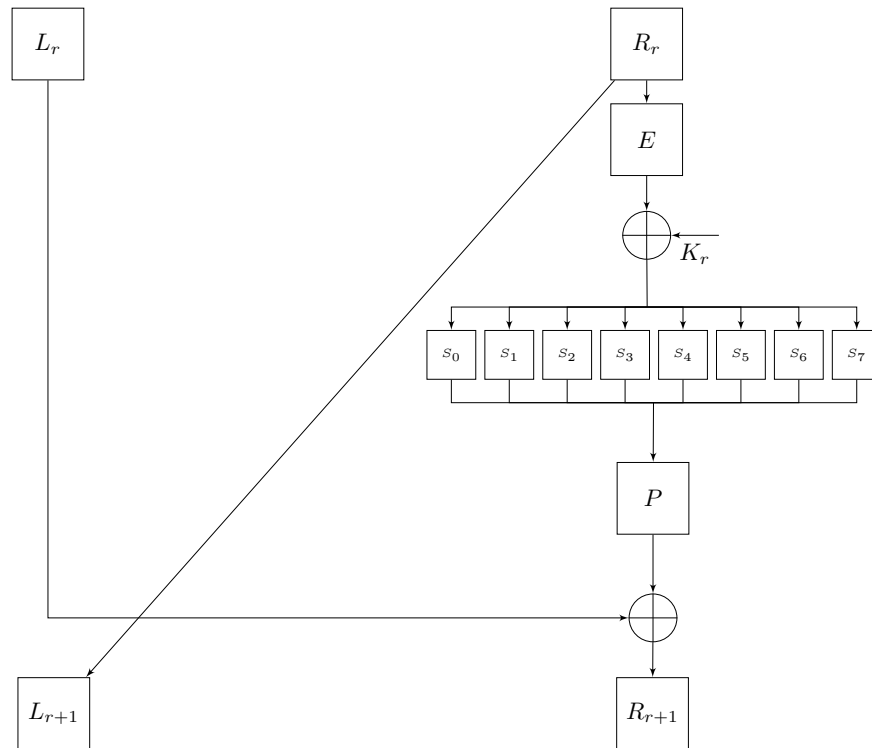 L_r
R_r
E
K_r
S_0 S_1 S_2 S_3 S_4 S_5 S_6 S_7
P
L_{r+1}
R_{r+1}